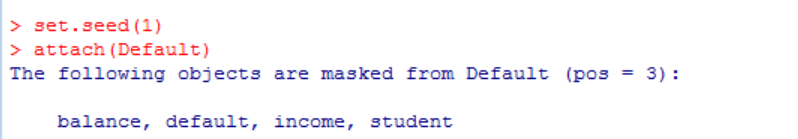 > set.seed(1)
> attach(Default)
The following objects are masked from Default (pos = 3):
balance, default, income, student